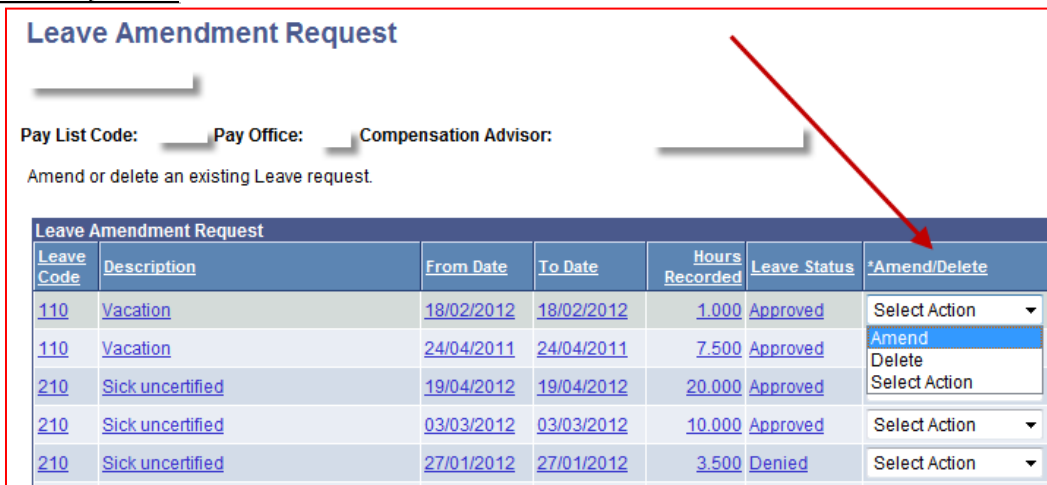 Leave Amendment Request
Pay List Code: Pay Office: Compensation Advisor:
Amend or delete an existing Leave request.
Leave Amendment Request
Leave Code Description From Date To Date Hours Recorded Leave Status *Amend/Delete
110 Vacation 18/02/2012 18/02/2012 1.000 Approved Select Action
110 Vacation 24/04/2011 24/04/2011 7.500 Approved Amend
Delete
210 Sick uncertified 19/04/2012 19/04/2012 20.000 Approved Select Action
210 Sick uncertified 03/03/2012 03/03/2012 10.000 Approved Select Action
210 Sick uncertified 27/01/2012 27/01/2012 3.500 Denied Select Action